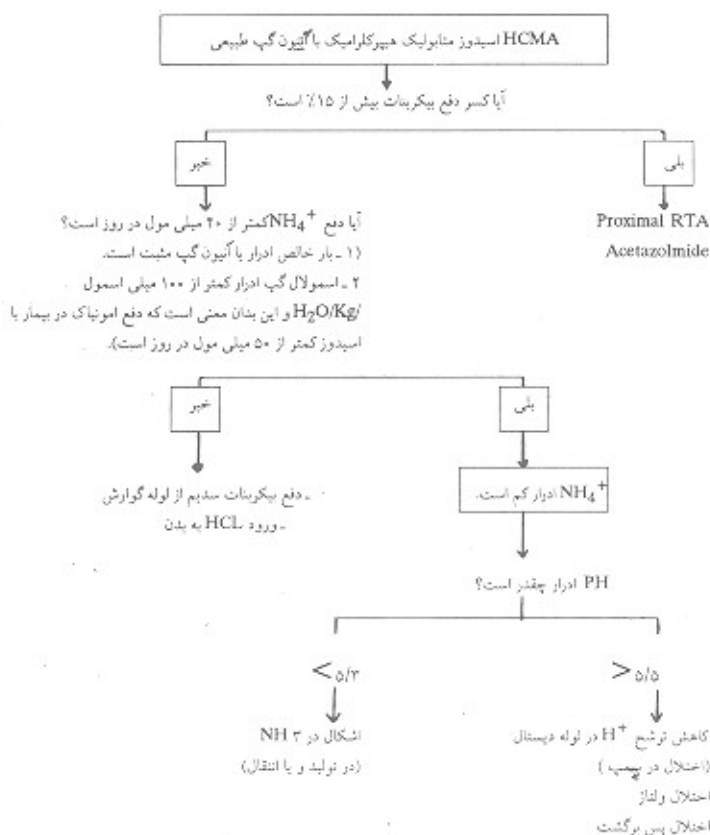 HCMA اسیدوز متابولیک هیپرکلرامیک با آنیون گپ طبیعی
آیا کسر دفع بیکربنات بیش از ۱۵٪ است؟
بلی
خیر
Proximal RTA
Acetazolmide
آیا دفع NH4+ کمتر از ۴۰ میلی مول در روز است؟
(۱ ـ بار خالص ادرار یا آنیون گپ مثبت است.
۲ ـ اسمولال گپ ادرار کمتر از ۱۰۰ میلی اسمول
/H2O/Kg و این بدان معنی است که دفع امونیاک در بیمار با
اسیدوز کمتر از ۵۰ میلی مول در روز است).
بلی
خیر
NH4+ ادرار کم است.
ـ دفع بیکربنات سدیم از لوله گوارش
ـ ورود HCL به بدن
PH ادرار چقدر است؟
> ۵/۵
< ۵/۳
کاهش ترشح H+ در لوله دیستال
(اختلال در پمپ)
اختلال ولتاژ
اختلال پس برگشت
اشکال در NH ۳
(در تولید و یا انتقال)